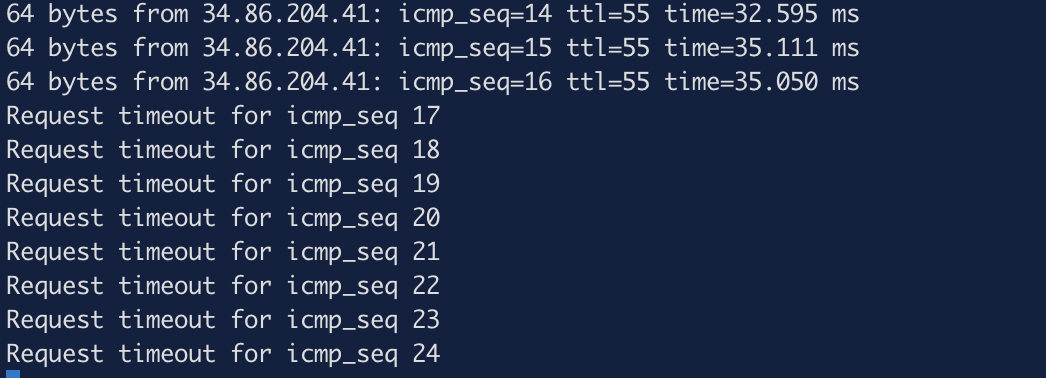 64 bytes from 34.86.204.41: icmp_seq=14 ttl=55 time=32.595 ms
64 bytes from 34.86.204.41: icmp_seq=15 ttl=55 time=35.111 ms
64 bytes from 34.86.204.41: icmp_seq=16 ttl=55 time=35.050 ms
Request timeout for icmp_seq 17
Request timeout for icmp_seq 18
Request timeout for icmp_seq 19
Request timeout for icmp_seq 20
Request timeout for icmp_seq 21
Request timeout for icmp_seq 22
Request timeout for icmp_seq 23
Request timeout for icmp_seq 24